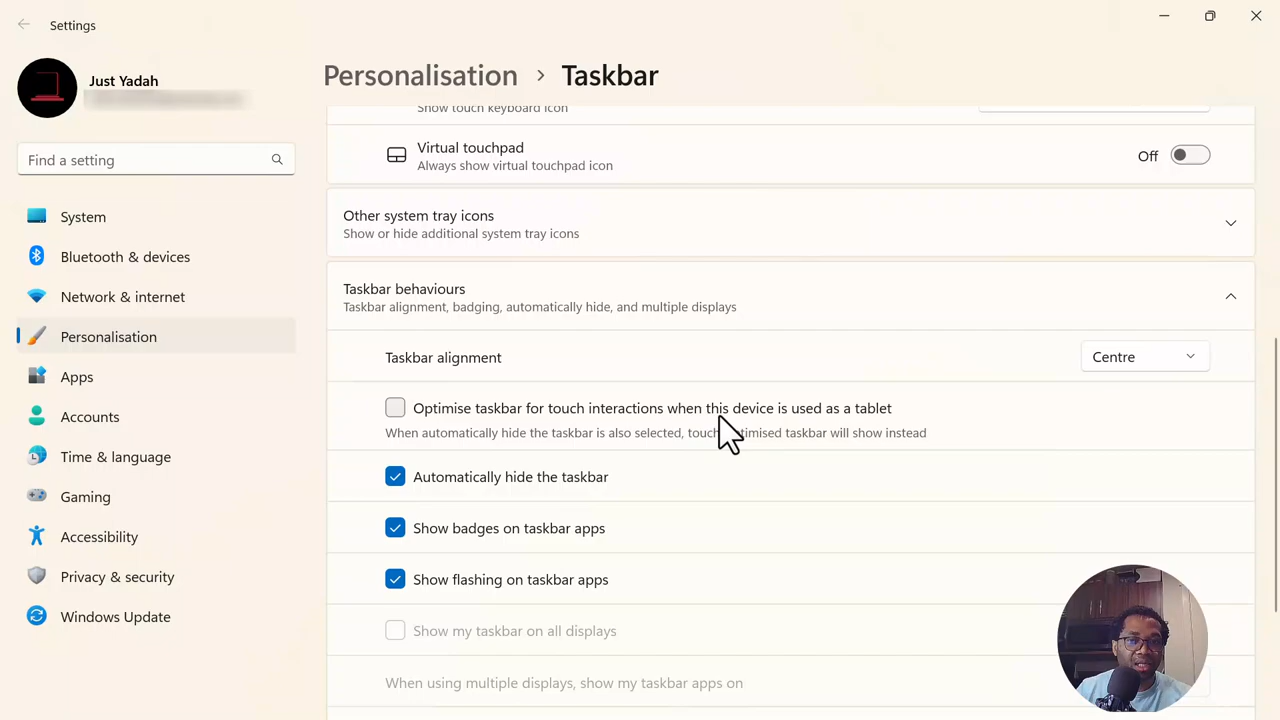 Settings
Just Yadah
Find a setting
System
Bluetooth & devices
Network & internet
Personalisation
Apps
Accounts
Time & language
Gaming
Accessibility
Privacy & security
Windows Update
Personalisation > Taskbar
Show touch keyboard icon
Virtual touchpad
Always show virtual touchpad icon
Off
Other system tray icons
Show or hide additional system tray icons
Taskbar behaviours
Taskbar alignment, badging, automatically hide, and multiple displays
Taskbar alignment
Centre
Optimise taskbar for touch interactions when this device is used as a tablet
When automatically hide the taskbar is also selected, touch optimised taskbar will show instead
Automatically hide the taskbar
Show badges on taskbar apps
Show flashing on taskbar apps
Show my taskbar on all displays
When using multiple displays, show my taskbar apps on